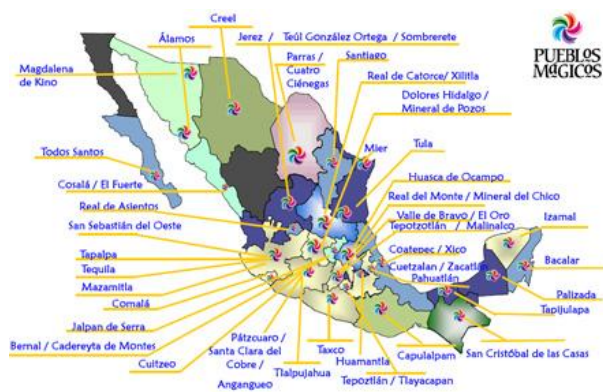 Creel
Jerez / Teúl González Ortega / Sombrerete
Álamos
Parras /
Cuatro
Ciénegas
Santiago
PUEBLOS
MÁGICOS
Magdalena
de Kino
Real de Catorce/ Xilitla
Dolores Hidalgo /
Mineral de Pozos
Mier
Tula
Todos Santos
Huasca de Ocampo
Cosalá / El Fuerte
Real del Monte / Mineral del Chico
Real de Asientos
Valle de Bravo / El Oro
Izamal
Tepotzotlán / Malinalco
San Sebastián del Oeste
Coatepec / Xico
Tapalpa
Cuetzalan / Zacatlán
Bacalar
Pahuatlán
Tequila
Palizada
Mazamitla
Tapijulapa
Comalá
Jalpan de Serra
Bernal / Cadereyta de Montes
Pátzcuaro /
Santa Clara del
Cobre /
Angangueo
Taxco
Capulalpam
San Cristóbal de las Casas
Cuitzeo
Huamantla
Tlalpujahua
Tepoztlán / Tlayacapan